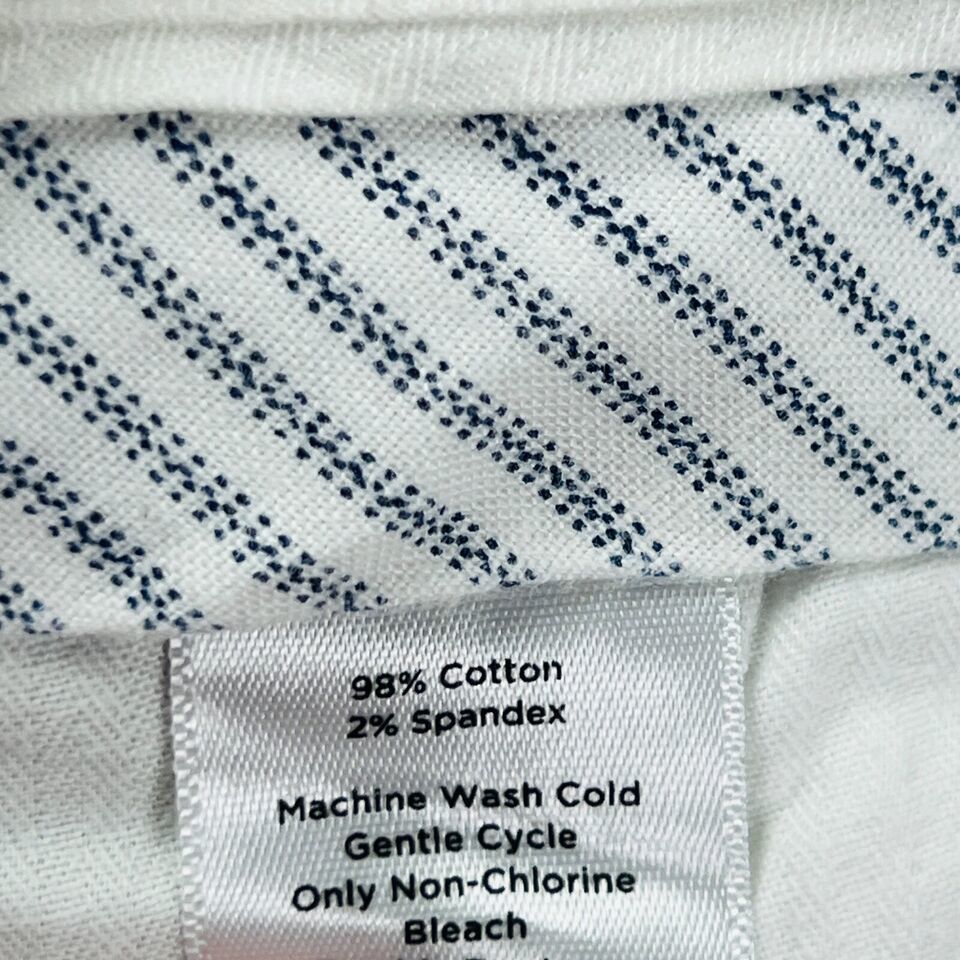 98% Cotton
2% Spandex
Machine Wash Cold
Gentle Cycle
Only Non-Chlorine
Bleach